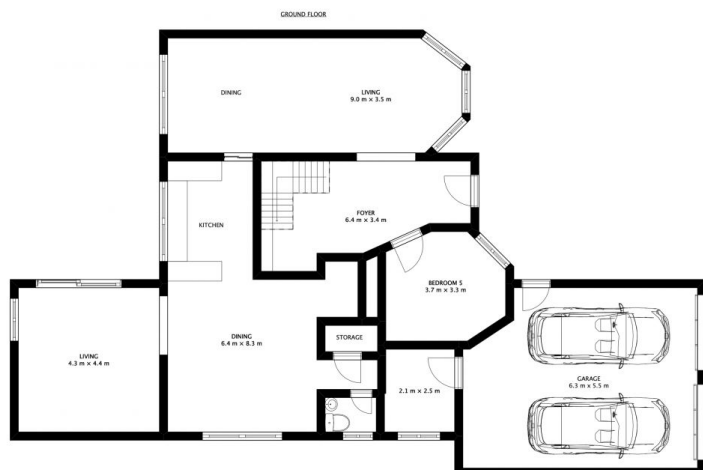 GROUND FLOOR
DINING
LIVING
9.0 m × 3.5 m
FOYER
6.4 m × 3.4 m
KITCHEN
BEDROOM 5
3.7 m × 3.3 m
LIVING
4.3 m × 4.4 m
DINING
6.4 m × 8.3 m
STORAGE
2.1 m × 2.5 m
GARAGE
6.3 m × 5.5 m